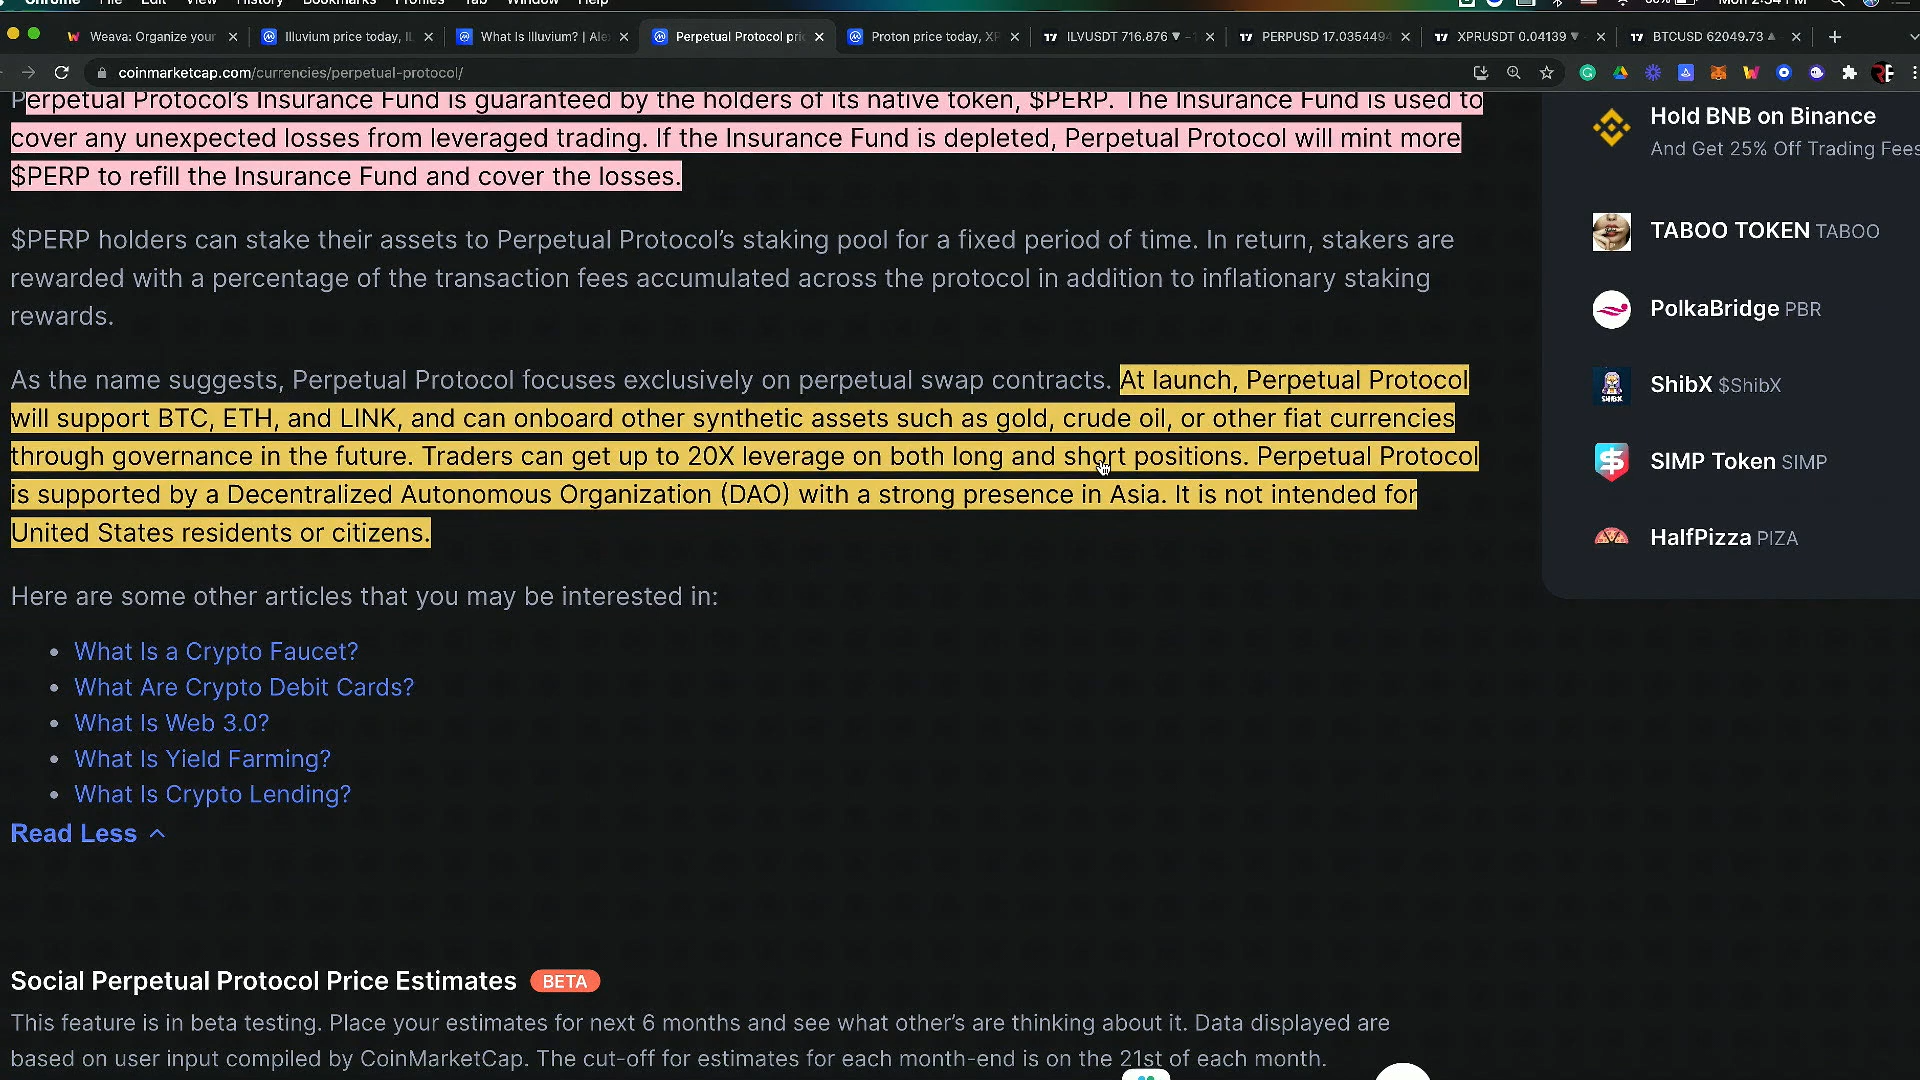 Chrome File Edit View History Bookmarks Profiles Tab Window Help
Weava: Organize your
Illuvium price today, IL
What Is Illuvium? | Ale
Perpetual Protocol pri
Proton price today, XP
ILVUSDT 716.876 ▼
PERPUSD 17.0354494
XPRUSDT 0.04139 ▼
BTCUSD 62049.73 ▲
coinmarketcap.com/currencies/perpetual-protocol/
Perpetual Protocol's Insurance Fund is guaranteed by the holders of its native token, $PERP. The Insurance Fund is used to
cover any unexpected losses from leveraged trading. If the Insurance Fund is depleted, Perpetual Protocol will mint more
$PERP to refill the Insurance Fund and cover the losses.
$PERP holders can stake their assets to Perpetual Protocol's staking pool for a fixed period of time. In return, stakers are
rewarded with a percentage of the transaction fees accumulated across the protocol in addition to inflationary staking
rewards.
As the name suggests, Perpetual Protocol focuses exclusively on perpetual swap contracts. At launch, Perpetual Protocol
will support BTC, ETH, and LINK, and can onboard other synthetic assets such as gold, crude oil, or other fiat currencies
through governance in the future. Traders can get up to 20X leverage on both long and short positions. Perpetual Protocol
is supported by a Decentralized Autonomous Organization (DAO) with a strong presence in Asia. It is not intended for
United States residents or citizens.
Here are some other articles that you may be interested in:
• What Is a Crypto Faucet?
• What Are Crypto Debit Cards?
• What Is Web 3.0?
• What Is Yield Farming?
• What Is Crypto Lending?
Read Less
Social Perpetual Protocol Price Estimates BETA
This feature is in beta testing. Place your estimates for next 6 months and see what other's are thinking about it. Data displayed are
based on user input compiled by CoinMarketCap. The cut-off for estimates for each month-end is on the 21st of each month.
Hold BNB on Binance
And Get 25% Off Trading Fees
TABOO TOKEN TABOO
PolkaBridge PBR
ShibX $ShibX
SIMP Token SIMP
HalfPizza PIZA